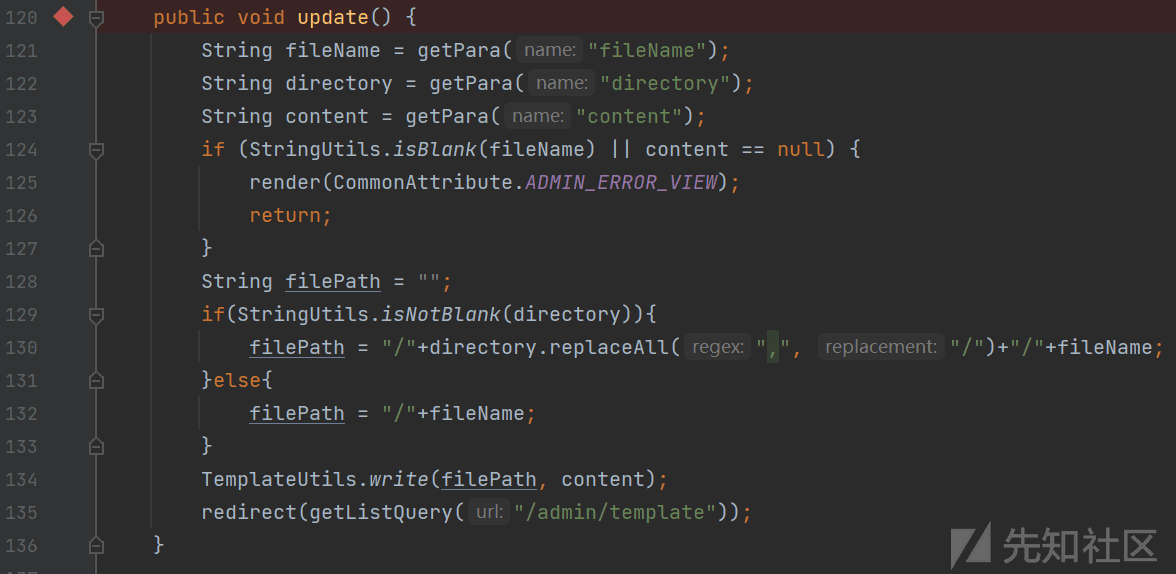 120 public void update() {
121 String fileName = getPara( name: "fileName");
122 String directory = getPara( name: "directory");
123 String content = getPara( name: "content");
124 if (StringUtils.isBlank(fileName) || content == null) {
125 render(CommonAttribute.ADMIN_ERROR_VIEW);
126 return;
127 }
128 String filePath = "";
129 if(StringUtils.isNotBlank(directory)){
130 filePath = "/"+directory.replaceAll( regex: ",", replacement: "/")+"/"+fileName;
131 }else{
132 filePath = "/"+fileName;
133 }
134 TemplateUtils.write(filePath, content);
135 redirect(getListQuery( url: "/admin/template"));
136 }
先知社区